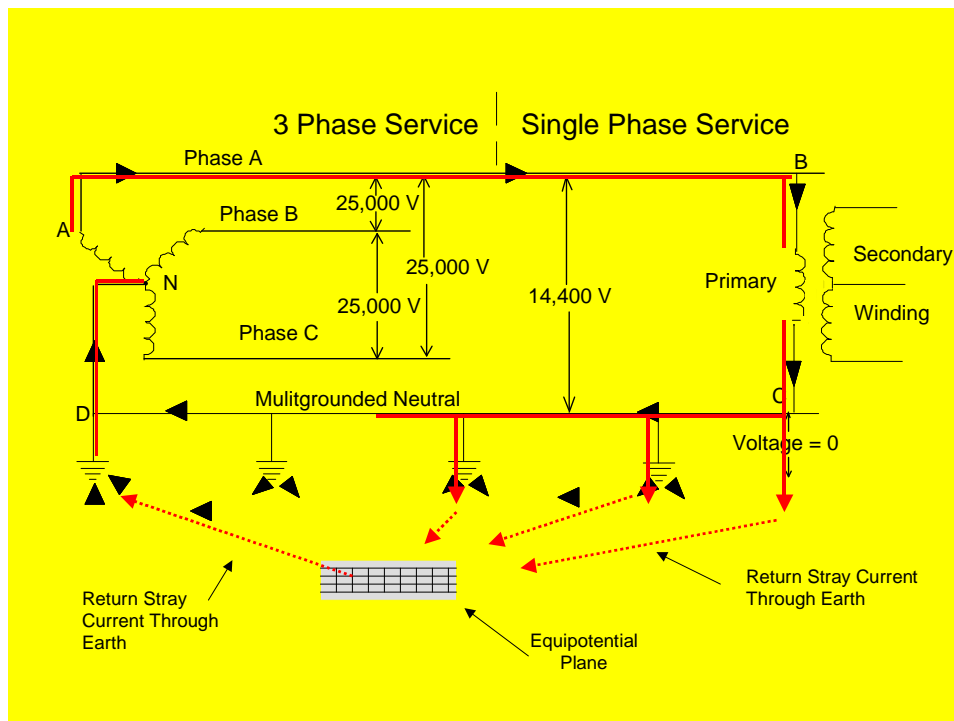 3 Phase Service
Single Phase Service
Phase A
B
25,000 V
Phase B
A
25,000 V
Secondary
N
Primary
14,400 V
25,000 V
Winding
Phase C
C
Mulitgrounded Neutral
D
Voltage = 0
Return Stray
Current Through
Earth
Return Stray Current
Through Earth
Equipotential
Plane